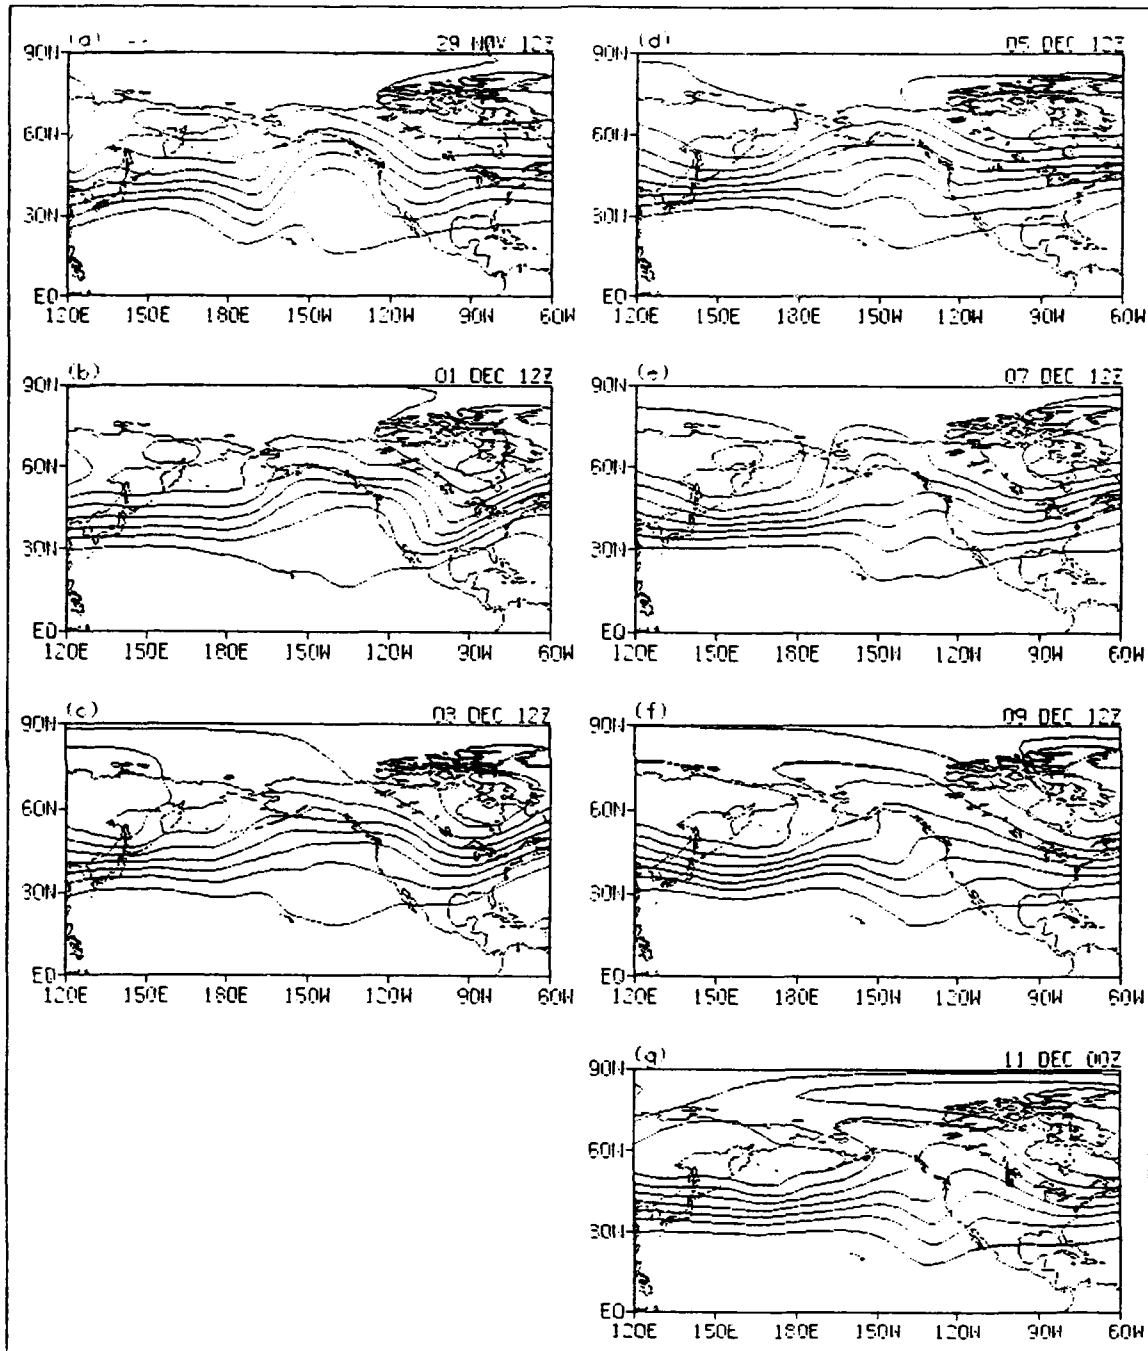 (a) 29 NOV 12Z
90N
60N
30N
EQ
120E 150E 180E 150W 120W 90W 60W
(b) 01 DEC 12Z
90N
60N
30N
EQ
120E 150E 180E 150W 120W 90W 60W
(c) 03 DEC 12Z
90N
60N
30N
EQ
120E 150E 180E 150W 120W 90W 60W
(d) 05 DEC 12Z
90N
60N
30N
EQ
120E 150E 180E 150W 120W 90W 60W
(e) 07 DEC 12Z
90N
60N
30N
EQ
120E 150E 180E 150W 120W 90W 60W
(f) 09 DEC 12Z
90N
60N
30N
EQ
120E 150E 180E 150W 120W 90W 60W
(g) 11 DEC 00Z
90N
60N
30N
EQ
120E 150E 180E 150W 120W 90W 60W